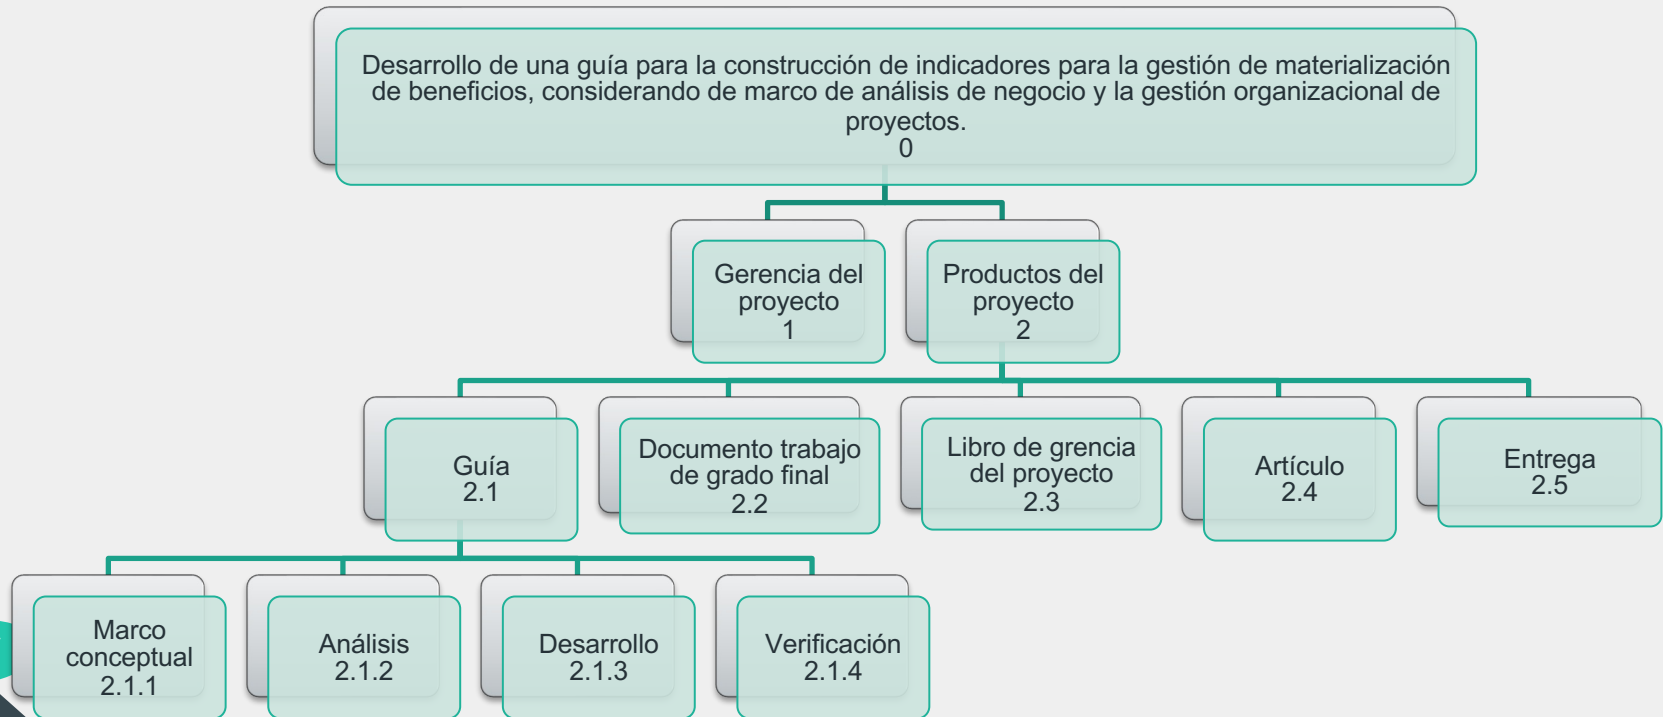 Desarrollo de una guía para la construcción de indicadores para la gestión de materialización
de beneficios, considerando de marco de análisis de negocio y la gestión organizacional de
proyectos.
0
Gerencia del
proyecto
1
Productos del
proyecto
2
Guía
2.1
Documento trabajo
de grado final
2.2
Libro de grencia
del proyecto
2.3
Artículo
2.4
Entrega
2.5
Marco
conceptual
2.1.1
Análisis
2.1.2
Desarrollo
2.1.3
Verificación
2.1.4